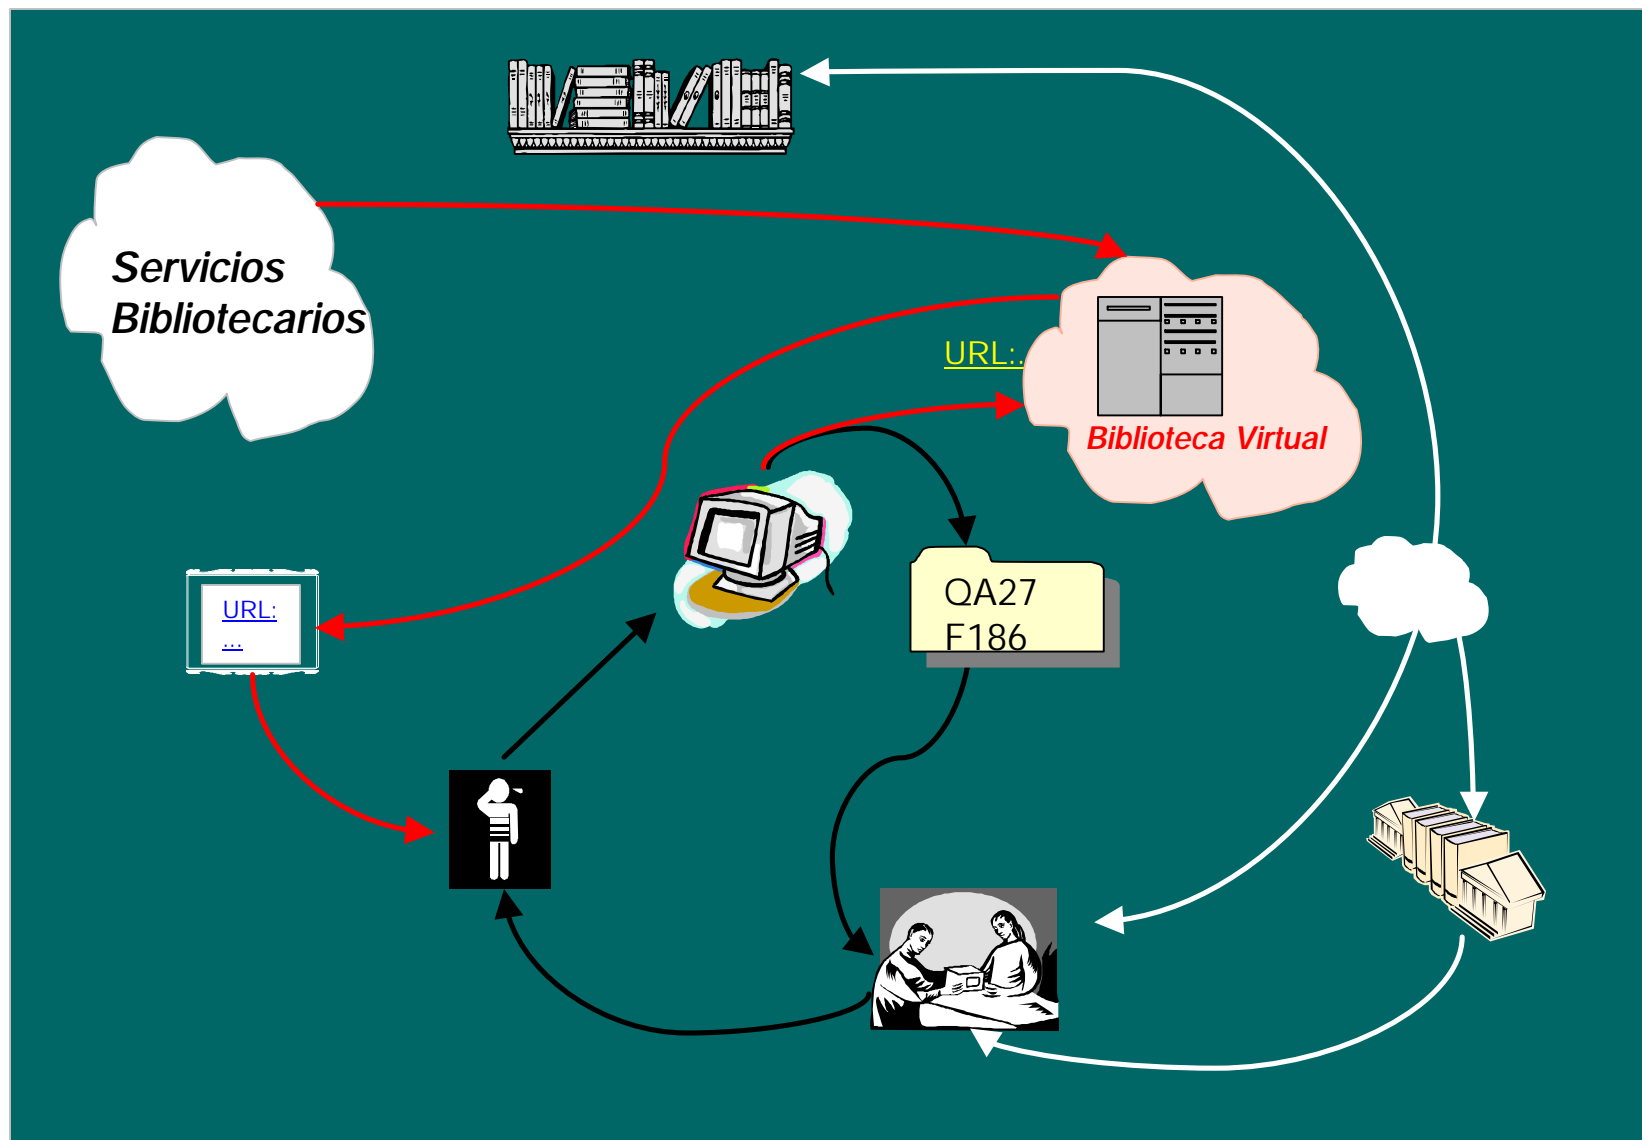 Servicios
Bibliotecarios
URL:.
Biblioteca Virtual
QA27
F186
URL:
...